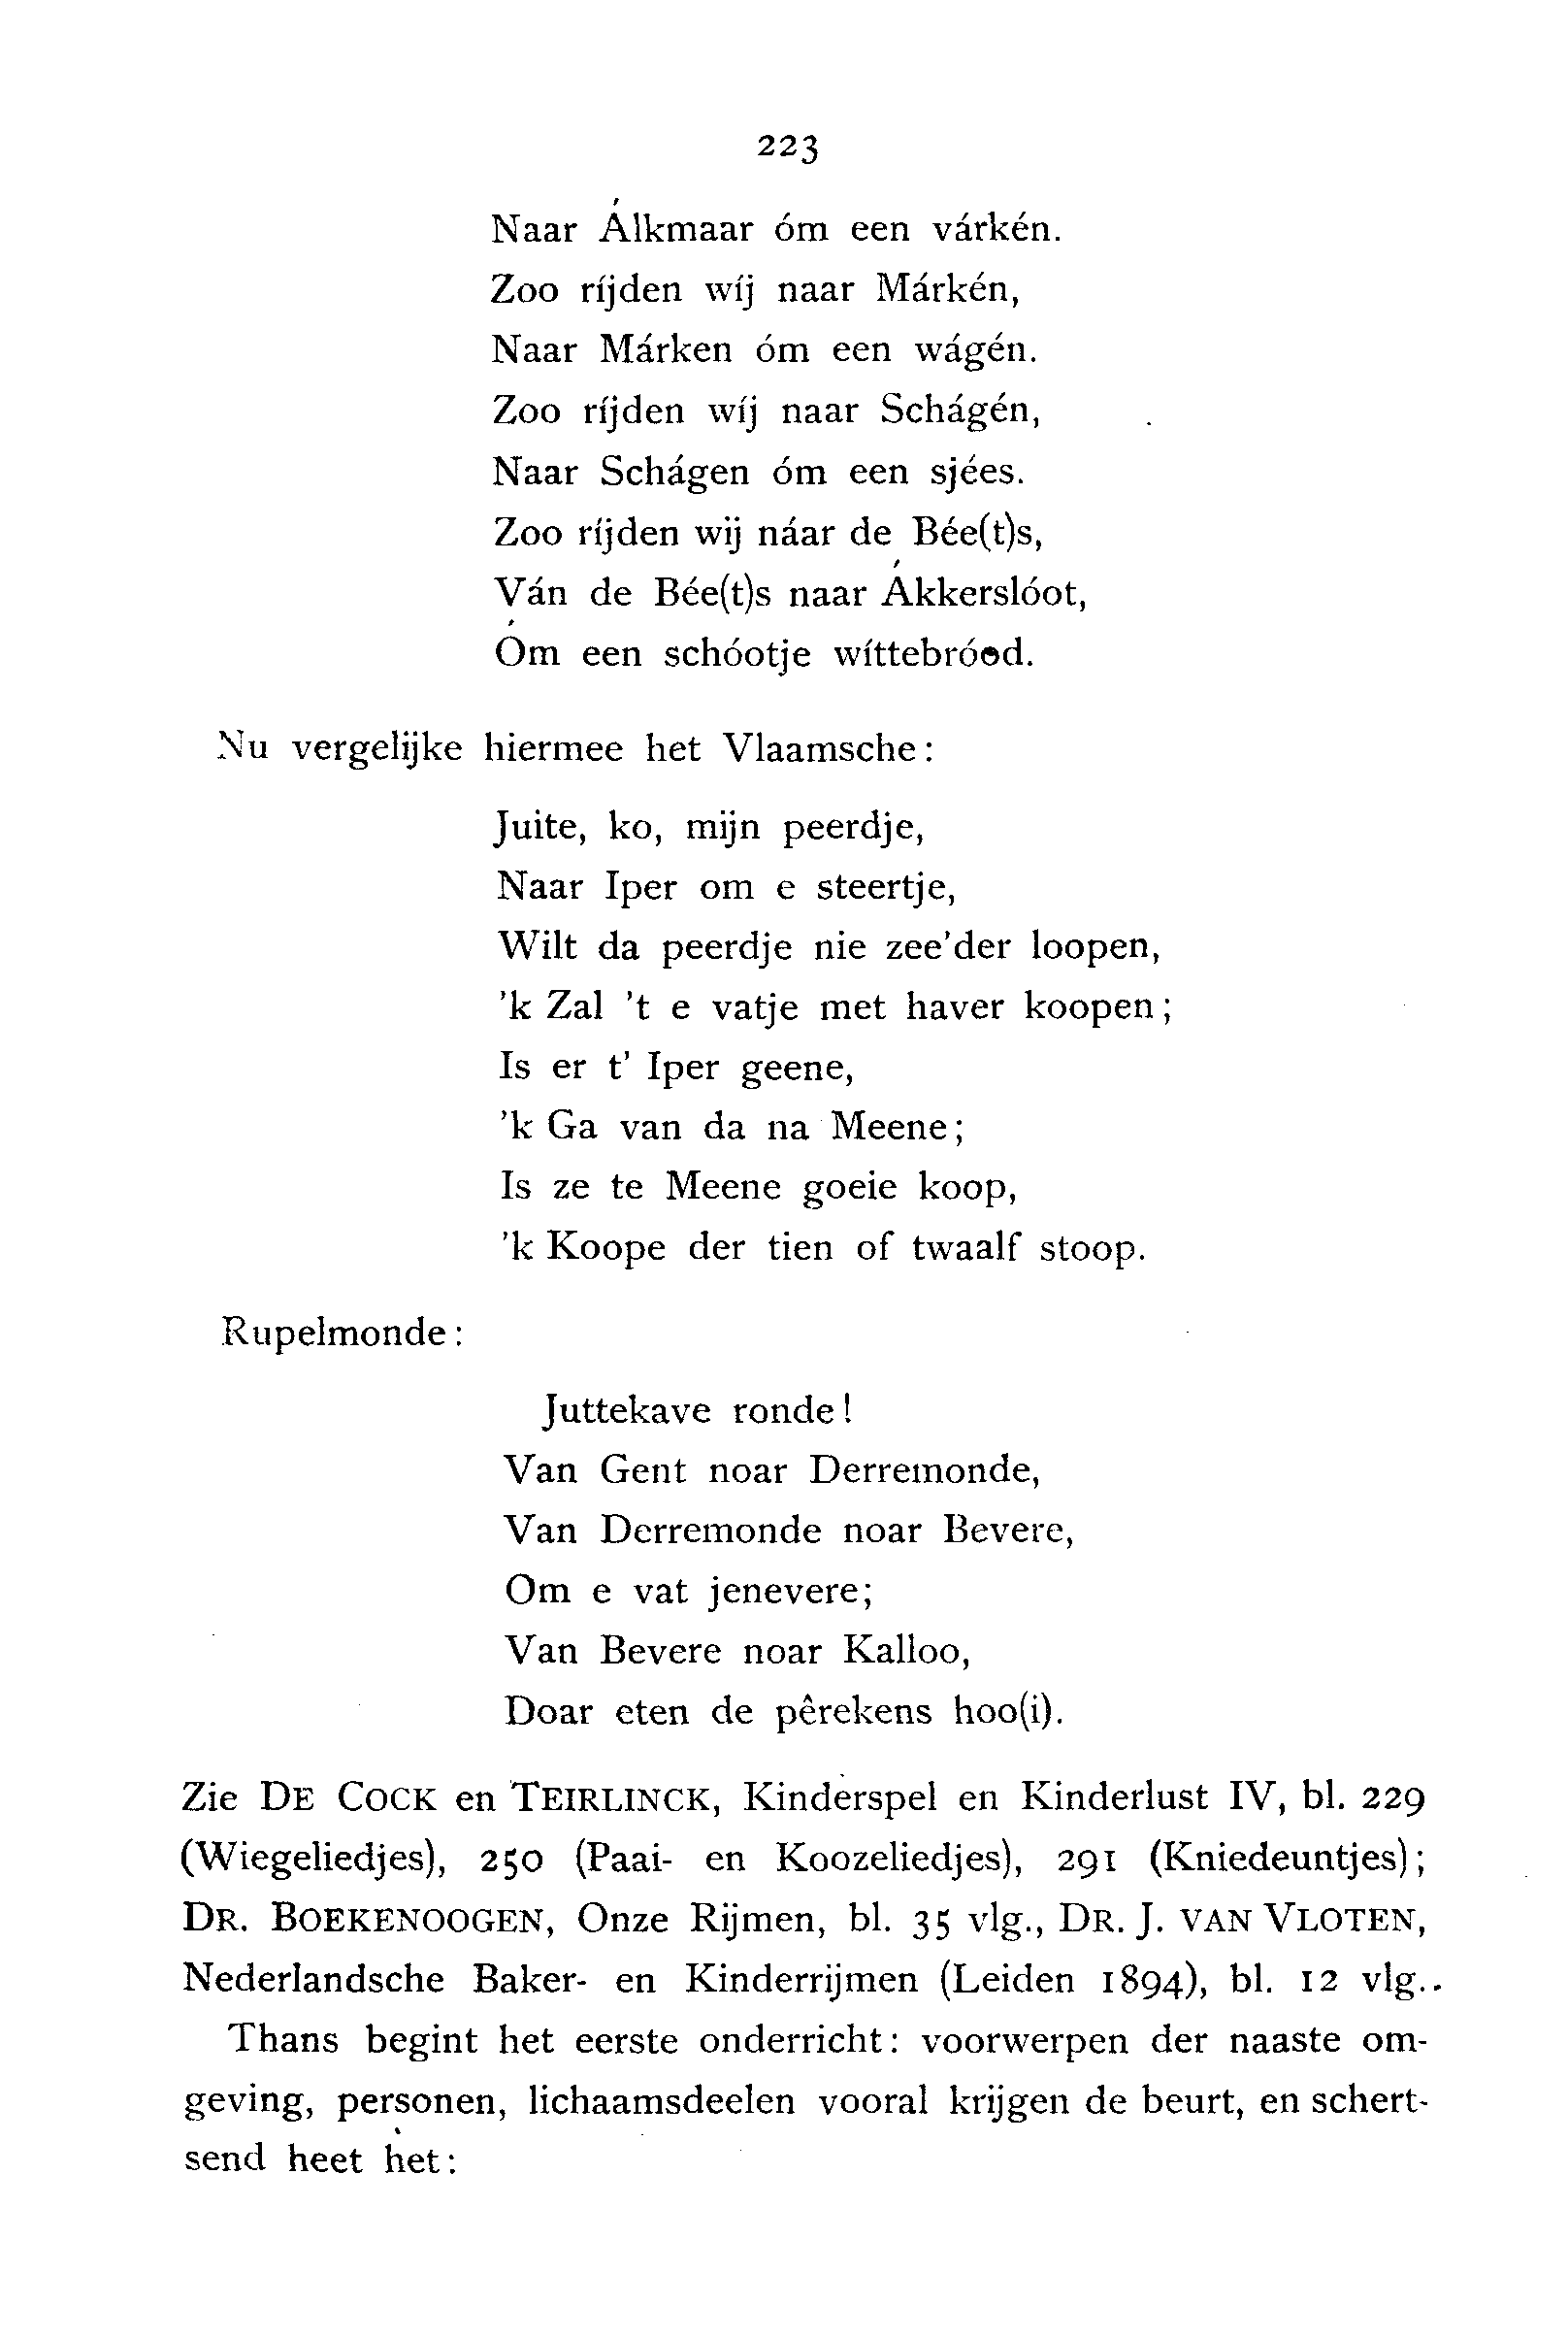 223
Naar Álkmaar óm een várkén.
Zoo ríjden wíj naar Márkén,
Naar Márken óm een wágén.
Zoo ríjden wíj naar Schágén,
Naar Schágen óm een sjées.
Zoo ríjden wij náar de Bée(t)s,
Ván de Bée(t)s naar Ákkerslóot,
Óm een schóotje wíttebróod.
Nu vergelijke hiermee het Vlaamsche:
Juite, ko, mijn peerdje,
Naar Iper om e steertje,
Wilt da peerdje nie zee'der loopen,
'k Zal 't e vatje met haver koopen;
Is er t' Iper geene,
'k Ga van da na Meene;
Is ze te Meene goeie koop,
'k Koope der tien of twaalf stoop.
Rupelmonde:
Juttekave ronde!
Van Gent noar Derremonde,
Van Derremonde noar Bevere,
Om e vat jenevere;
Van Bevere noar Kalloo,
Doar eten de pêrekens hoo(i).
Zie DE COCK en TEIRLINCK, Kinderspel en Kinderlust IV, bl. 229
(Wiegeliedjes), 250 (Paai- en Koozeliedjes), 291 (Kniedeuntjes);
DR. BOEKENOOGEN, Onze Rijmen, bl. 35 vlg., DR. J. VAN VLOTEN,
Nederlandsche Baker- en Kinderrijmen (Leiden 1894), bl. 12 vlg..
Thans begint het eerste onderricht: voorwerpen der naaste om-
geving, personen, lichaamsdeelen vooral krijgen de beurt, en schert-
send heet het: